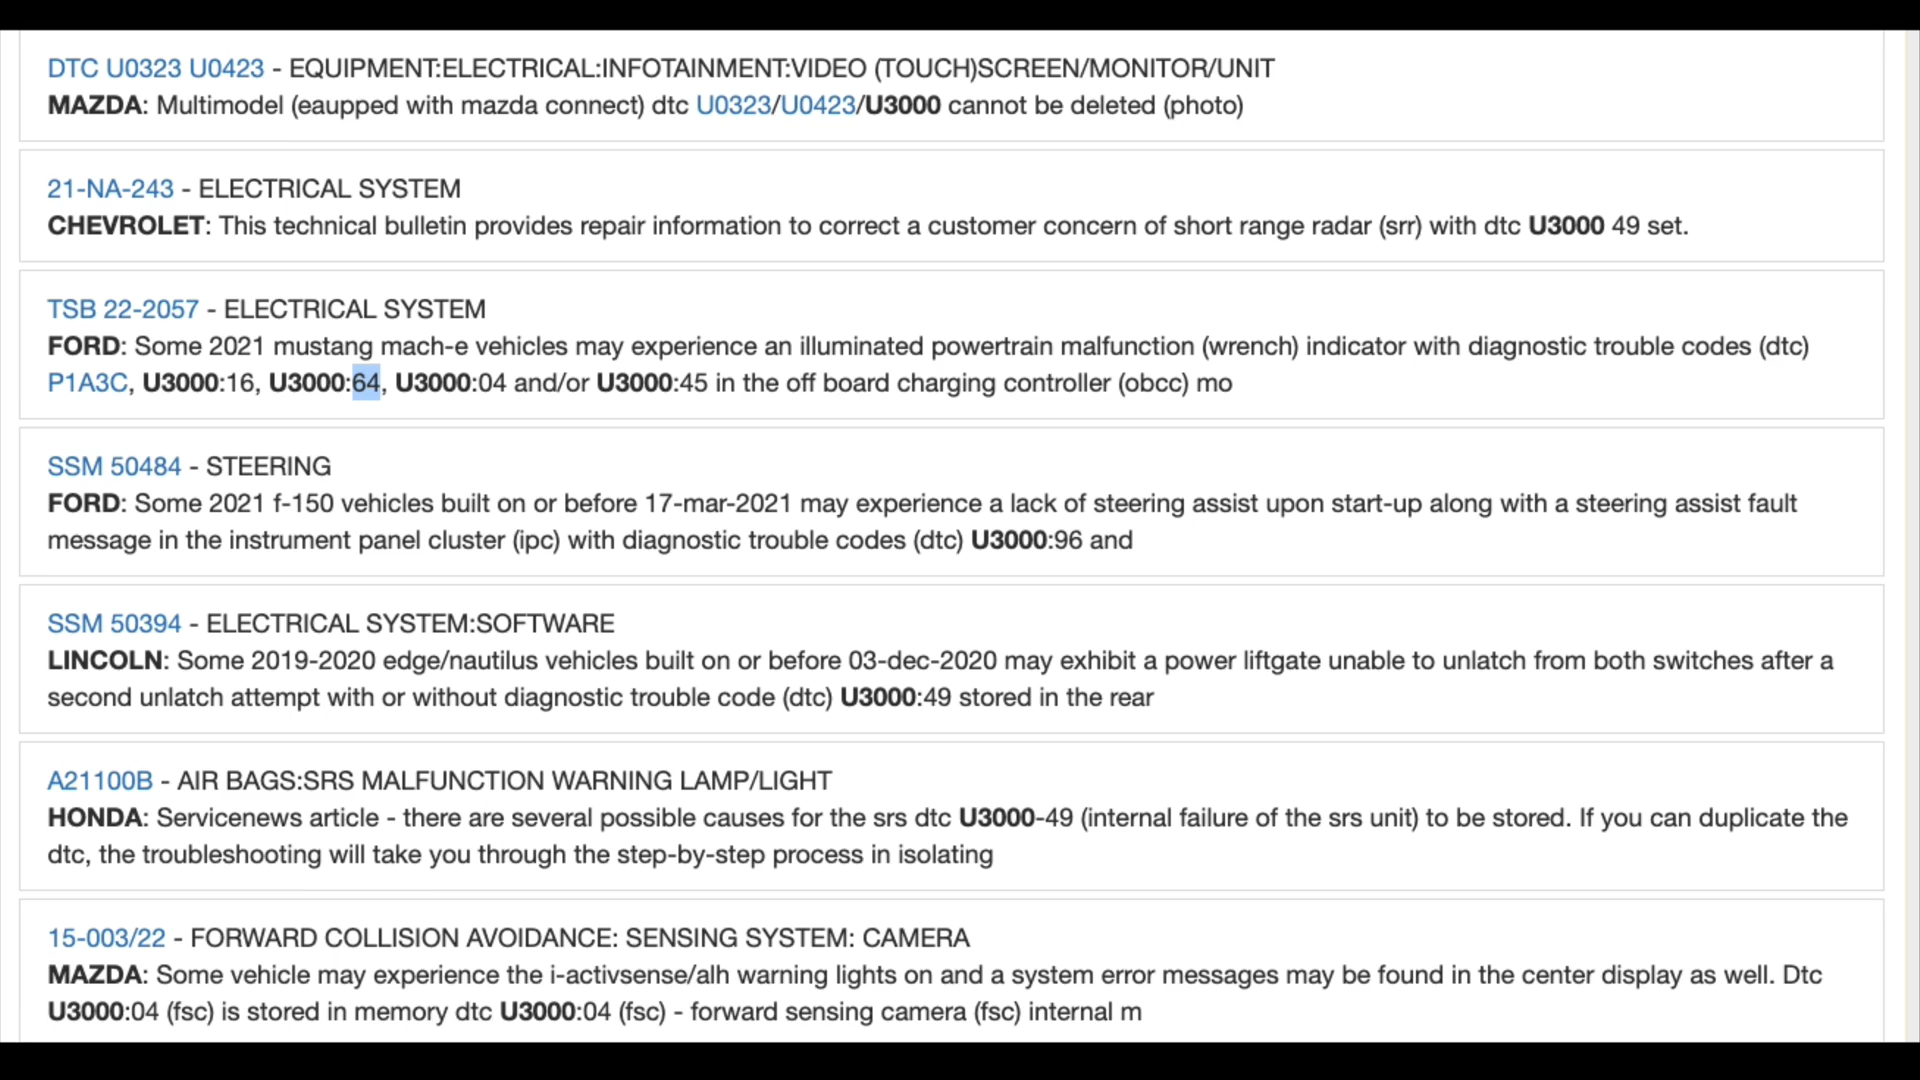 DTC U0323 U0423 - EQUIPMENT:ELECTRICAL:INFOTAINMENT:VIDEO (TOUCH)SCREEN/MONITOR/UNIT
MAZDA: Multimodel (eaupped with mazda connect) dtc U0323/U0423/U3000 cannot be deleted (photo)
21-NA-243 - ELECTRICAL SYSTEM
CHEVROLET: This technical bulletin provides repair information to correct a customer concern of short range radar (srr) with dtc U3000 49 set.
TSB 22-2057 - ELECTRICAL SYSTEM
FORD: Some 2021 mustang mach-e vehicles may experience an illuminated powertrain malfunction (wrench) indicator with diagnostic trouble codes (dtc)
P1A3C, U3000:16, U3000:64, U3000:04 and/or U3000:45 in the off board charging controller (obcc) mo
SSM 50484 - STEERING
FORD: Some 2021 f-150 vehicles built on or before 17-mar-2021 may experience a lack of steering assist upon start-up along with a steering assist fault
message in the instrument panel cluster (ipc) with diagnostic trouble codes (dtc) U3000:96 and
SSM 50394 - ELECTRICAL SYSTEM:SOFTWARE
LINCOLN: Some 2019-2020 edge/nautilus vehicles built on or before 03-dec-2020 may exhibit a power liftgate unable to unlatch from both switches after a
second unlatch attempt with or without diagnostic trouble code (dtc) U3000:49 stored in the rear
A21100B - AIR BAGS:SRS MALFUNCTION WARNING LAMP/LIGHT
HONDA: Servicenews article - there are several possible causes for the srs dtc U3000-49 (internal failure of the srs unit) to be stored. If you can duplicate the
dtc, the troubleshooting will take you through the step-by-step process in isolating
15-003/22 - FORWARD COLLISION AVOIDANCE: SENSING SYSTEM: CAMERA
MAZDA: Some vehicle may experience the i-activsense/alh warning lights on and a system error messages may be found in the center display as well. Dtc
U3000:04 (fsc) is stored in memory dtc U3000:04 (fsc) - forward sensing camera (fsc) internal m